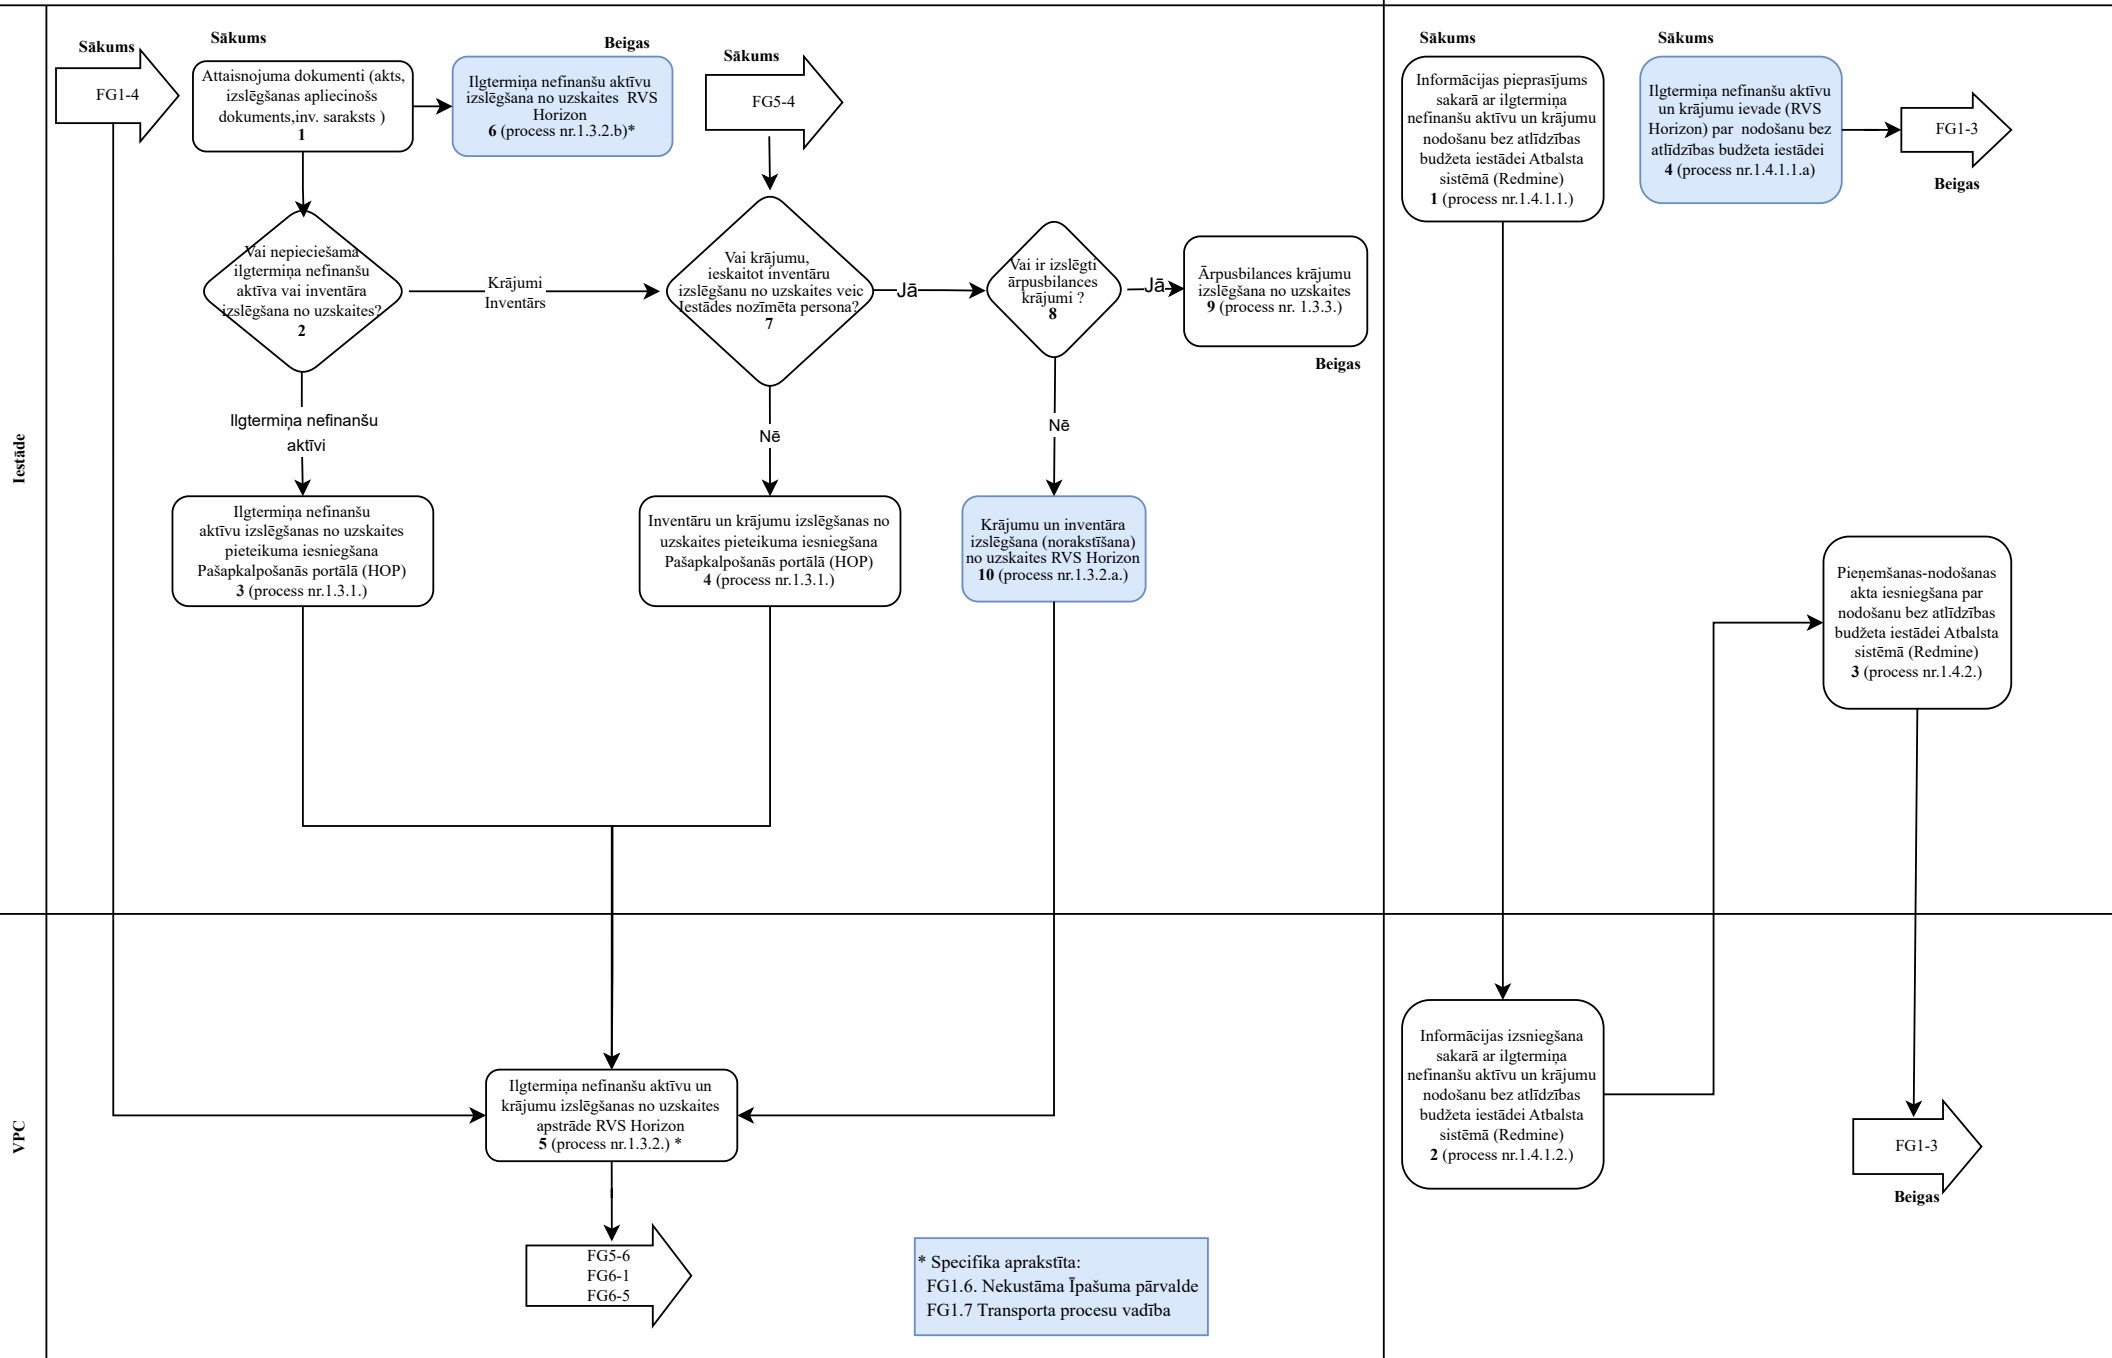 Iestāde
Sākums
FG1-4
Sākums
Attaisnojuma dokumenti (akts,
izslēgšanas apliecinošs
dokuments,inv. saraksts )
1
Beigas
Ilgtermiņa nefinanšu aktīvu
izslēgšana no uzskaites  RVS
Horizon
6 (process nr.1.3.2.b)*
Sākums
FG5-4
Vai nepieciešama
ilgtermiņa nefinanšu
aktīva vai inventāra
izslēgšana no uzskaites?
2
Krājumi
Inventārs
Vai krājumu,
ieskaitot inventāru
izslēgšanu no uzskaites veic
Iestādes nozīmēta persona?
7
Jā
Vai ir izslēgti
ārpusbilances
krājumi ?
8
Jā
Ārpusbilances krājumu
izslēgšana no uzskaites
9 (process nr. 1.3.3.)
Beigas
Ilgtermiņa nefinanšu
aktīvi
Nē
Nē
Ilgtermiņa nefinanšu
aktīvu izslēgšanas no uzskaites
pieteikuma iesniegšana
Pašapkalpošanās portālā (HOP)
3 (process nr.1.3.1.)
Inventāru un krājumu izslēgšanas no
uzskaites pieteikuma iesniegšana
Pašapkalpošanās portālā (HOP)
4 (process nr.1.3.1.)
Krājumu un inventāra
izslēgšana (norakstīšana)
no uzskaites RVS Horizon
10 (process nr.1.3.2.a.)
Sākums
Informācijas pieprasījums
sakarā ar ilgtermiņa
nefinanšu aktīvu un krājumu
nodošanu bez atlīdzības
budžeta iestādei Atbalsta
sistēmā (Redmine)
1 (process nr.1.4.1.1.)
Sākums
Ilgtermiņa nefinanšu aktīvu
un krājumu ievade (RVS
Horizon) par  nodošanu bez
atlīdzības budžeta iestādei
4 (process nr.1.4.1.1.a)
FG1-3
Beigas
Pieņemšanas-nodošanas
akta iesniegšana par
nodošanu bez atlīdzības
budžeta iestādei Atbalsta
sistēmā (Redmine)
3 (process nr.1.4.2.)
VPC
Ilgtermiņa nefinanšu aktīvu un
krājumu izslēgšanas no uzskaites
apstrāde RVS Horizon
5 (process nr.1.3.2.) *
FG5-6
FG6-1
FG6-5
* Specifika aprakstīta:
FG1.6. Nekustāma Īpašuma pārvalde
FG1.7 Transporta procesu vadība
Informācijas izsniegšana
sakarā ar ilgtermiņa
nefinanšu aktīvu un krājumu
nodošanu bez atlīdzības
budžeta iestādei Atbalsta
sistēmā (Redmine)
2 (process nr.1.4.1.2.)
FG1-3
Beigas